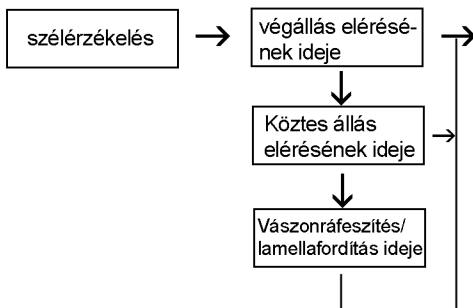 szélérzékelés
végállás elérésé-
nek ideje
Köztes állás
elérésének ideje
Vászonráfeszítés/
lamellafordítás ideje